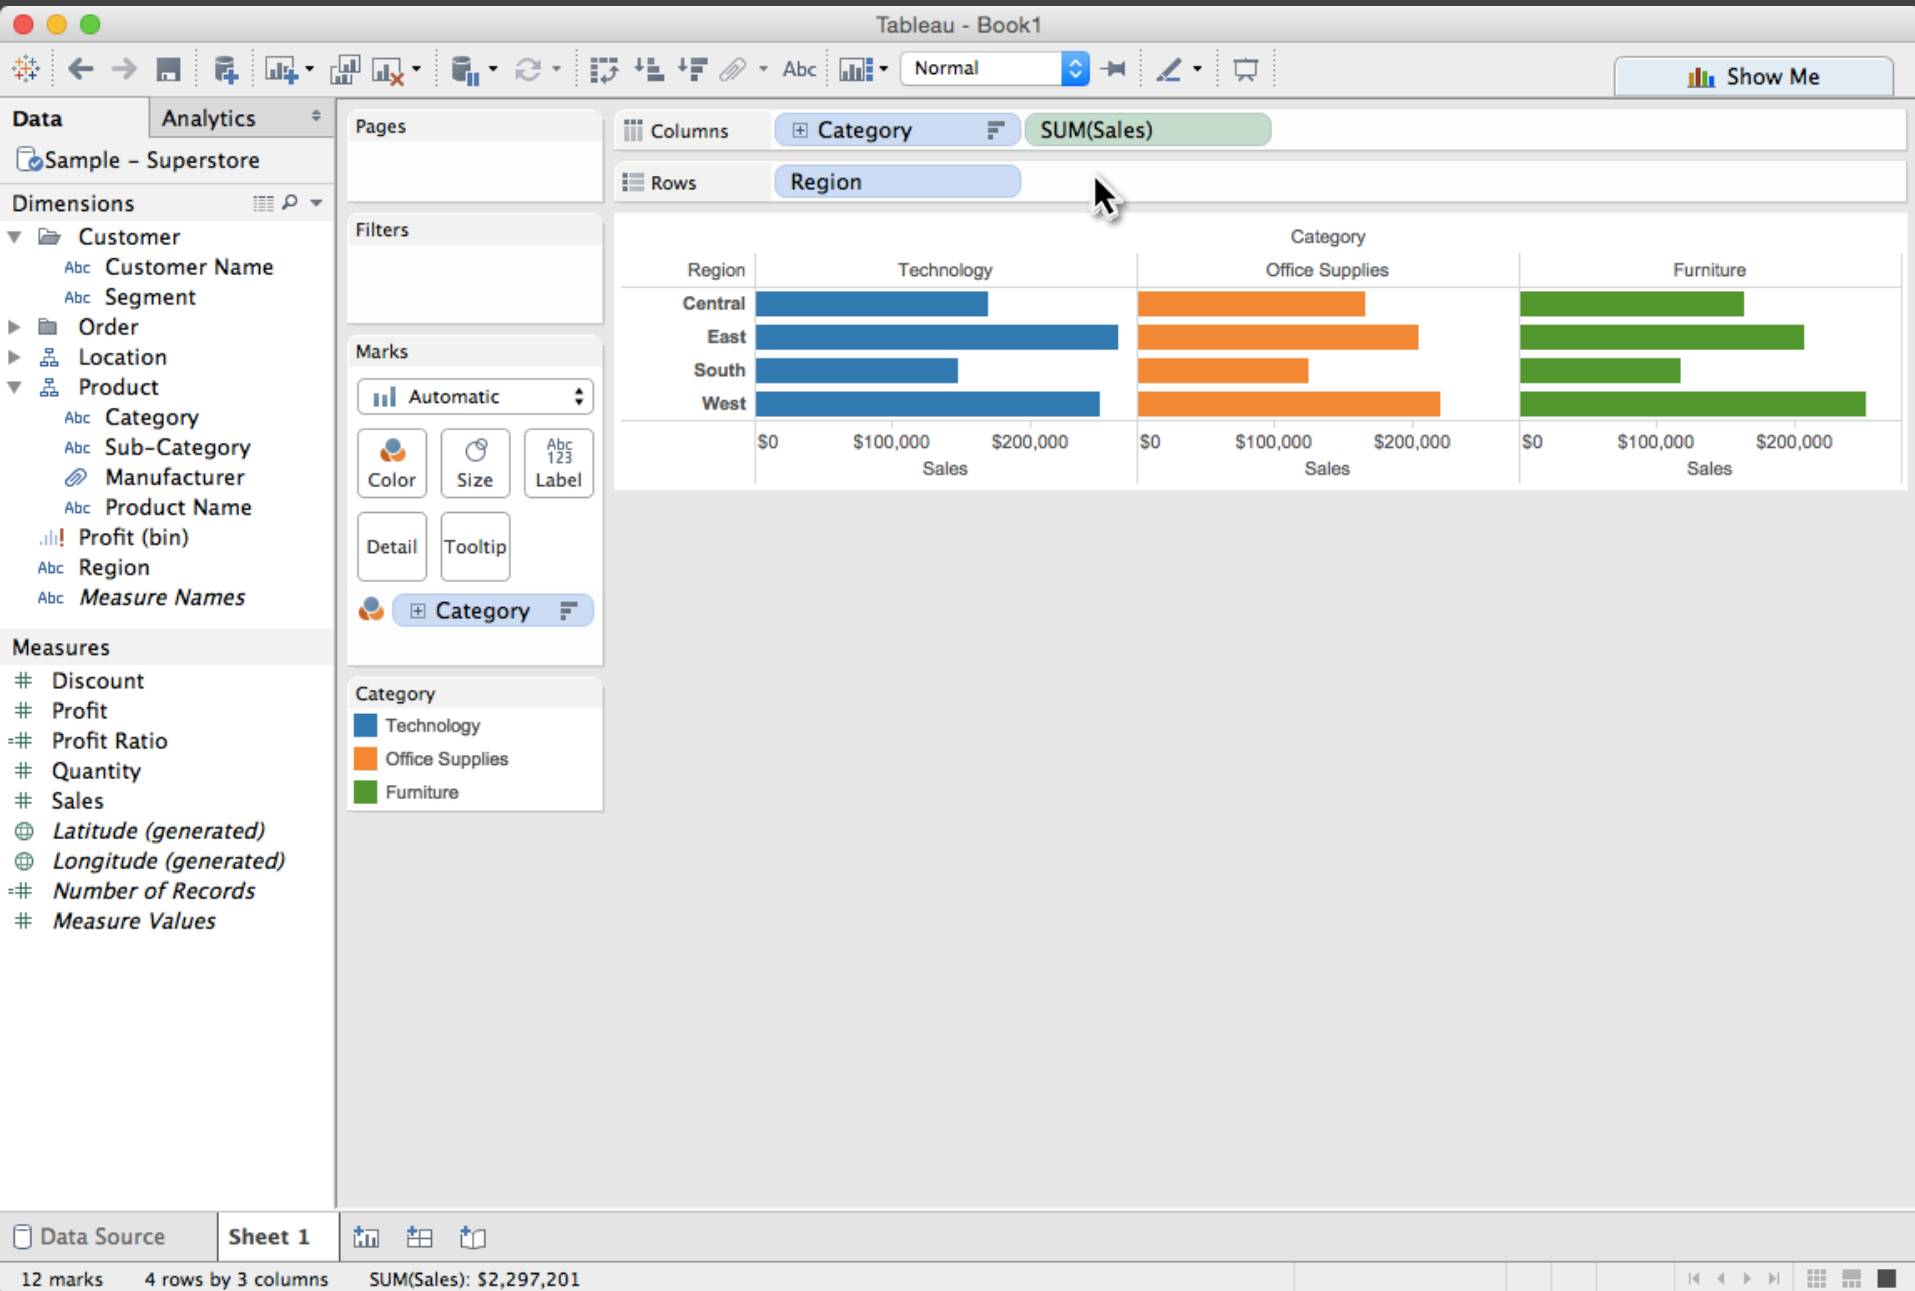 Tableau - Book1
Abc
Normal
Show Me
Data
Analytics
Sample – Superstore
Dimensions
Customer
Abc Customer Name
Abc Segment
Order
Location
Product
Abc Category
Abc Sub-Category
Manufacturer
Abc Product Name
Profit (bin)
Abc Region
Abc Measure Names
Measures
# Discount
# Profit
=# Profit Ratio
# Quantity
# Sales
Latitude (generated)
Longitude (generated)
=# Number of Records
# Measure Values
Pages
Filters
Marks
Automatic
Color
Size
Abc
123
Label
Detail
Tooltip
Category
Category
Technology
Office Supplies
Furniture
Columns
Category
SUM(Sales)
Rows
Region
Category
Region Technology Office Supplies Furniture
Central
East
South
West
$0 $100,000 $200,000 $0 $100,000 $200,000 $0 $100,000 $200,000
Sales Sales Sales
Data Source
Sheet 1
12 marks 4 rows by 3 columns SUM(Sales): $2,297,201